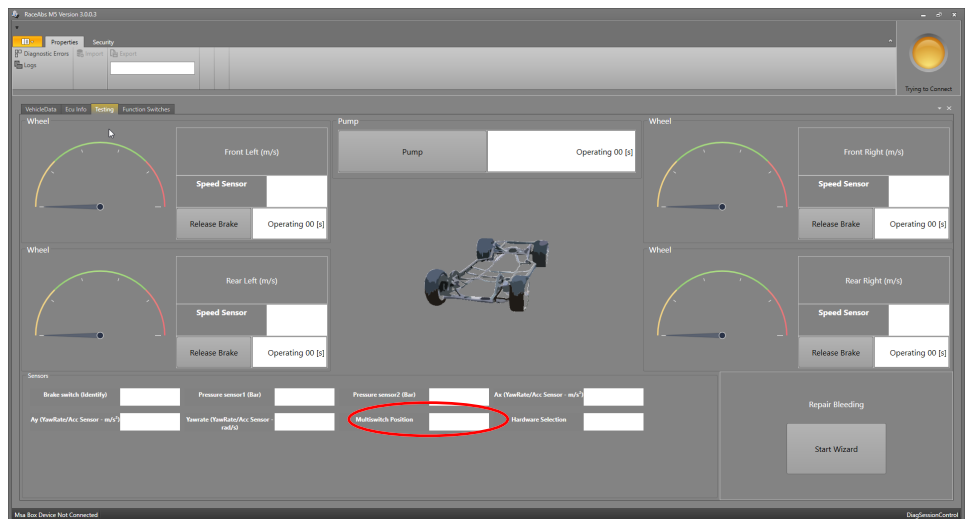 RaceAbs M5 Version 3.0.0.3
Properties Security
Diagnostic Errors Import Export
Logs
Trying to Connect
VehicleData Ecu Info Testing Function Switches
Wheel
Front Left (m/s)
Speed Sensor
Release Brake Operating 00 [s]
Pump
Pump Operating 00 [s]
Wheel
Front Right (m/s)
Speed Sensor
Release Brake Operating 00 [s]
Wheel
Rear Left (m/s)
Speed Sensor
Release Brake Operating 00 [s]
Wheel
Rear Right (m/s)
Speed Sensor
Release Brake Operating 00 [s]
Sensors
Brake switch (Identify) Pressure sensor1 (Bar) Pressure sensor2 (Bar) Ax (YawRate/Acc Sensor - m/s²)
Ay (YawRate/Acc Sensor - m/s²) Yawrate (YawRate/Acc Sensor -
rad/s)
MultiSwitch Position Hardware Selection
Repair Bleeding
Start Wizard
Msa Box Device Not Connected DiagSessionControl